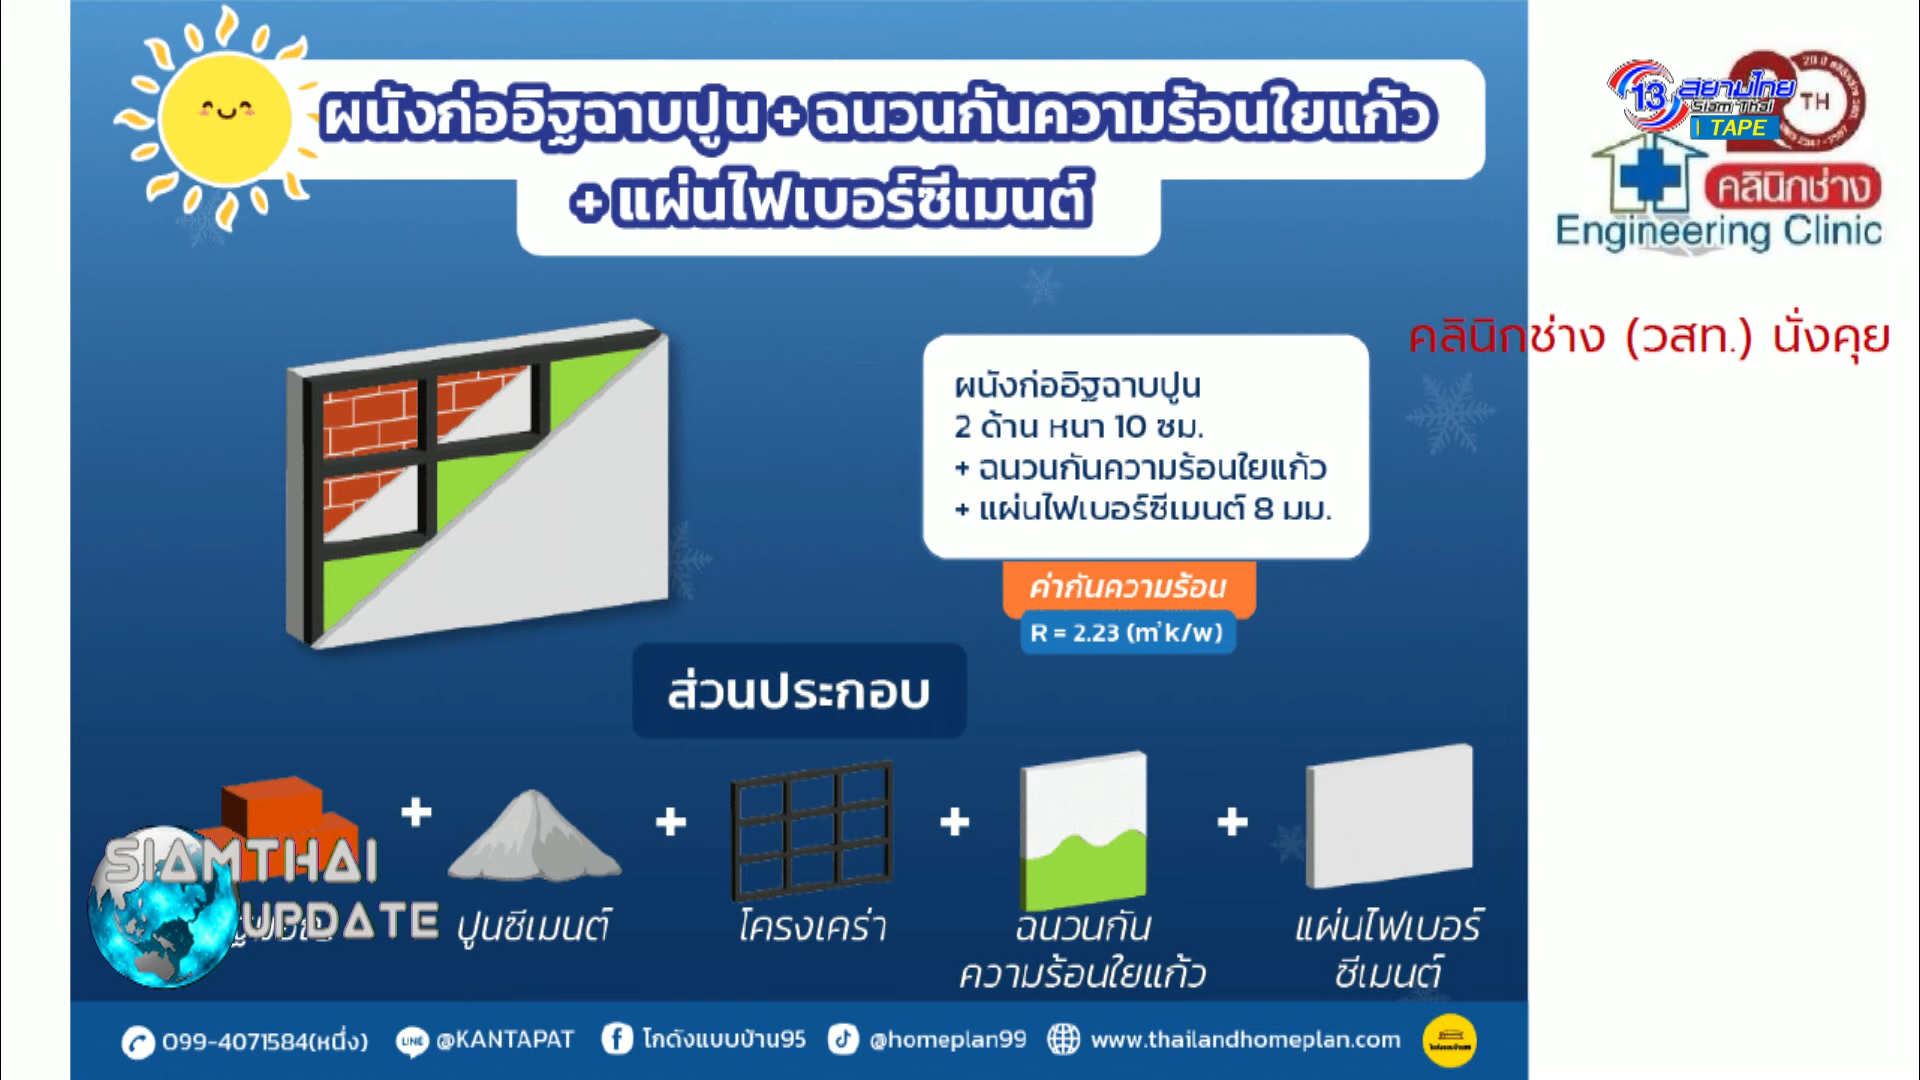 ผนังก่ออิฐฉาบปูน + ฉนวนกันความร้อนใยแก้ว
+ แผ่นไฟเบอร์ซีเมนต์
13 สยามไทย
Siam Thai
TAPE
TH
คลินิกช่าง
Engineering Clinic
คลินิกช่าง (วสท.) นั่งคุย
ผนังก่ออิฐฉาบปูน
2 ด้าน หนา 10 ซม.
+ ฉนวนกันความร้อนใยแก้ว
+ แผ่นไฟเบอร์ซีเมนต์ 8 มม.
ค่ากันความร้อน
R = 2.23 (m²k/w)
ส่วนประกอบ
+ + + +
SIAMTHAI
UPDATE
ปูนซีเมนต์
โครงเคร่า
ฉนวนกัน
ความร้อนใยแก้ว
แผ่นไฟเบอร์
ซีเมนต์
099-4071584(หนึ่ง)
LINE @KANTAPAT
โกดังแบบบ้าน95
@homeplan99
www.thailandhomeplan.com